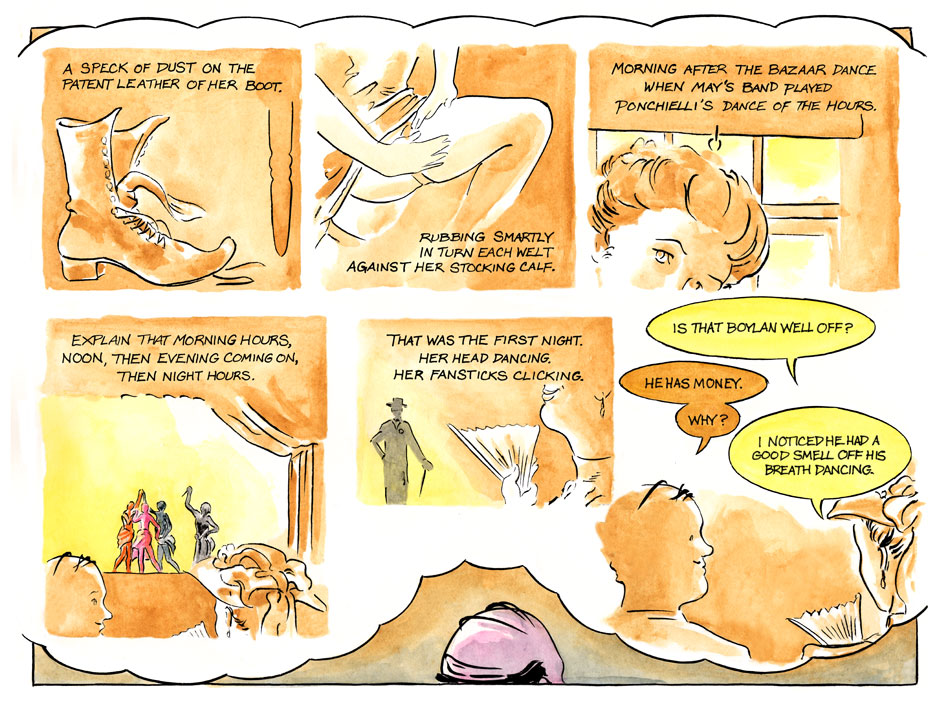 A SPECK OF DUST ON THE
PATENT LEATHER OF HER BOOT.
RUBBING SMARTLY
IN TURN EACH WELT
AGAINST HER STOCKING CALF.
MORNING AFTER THE BAZAAR DANCE
WHEN MAY'S BAND PLAYED
PONCHIELLI'S DANCE OF THE HOURS.
EXPLAIN THAT MORNING HOURS,
NOON, THEN EVENING COMING ON,
THEN NIGHT HOURS.
THAT WAS THE FIRST NIGHT.
HER HEAD DANCING.
HER FANSTICKS CLICKING.
IS THAT BOYLAN WELL OFF?
HE HAS MONEY.
WHY?
I NOTICED HE HAD A
GOOD SMELL OFF HIS
BREATH DANCING.